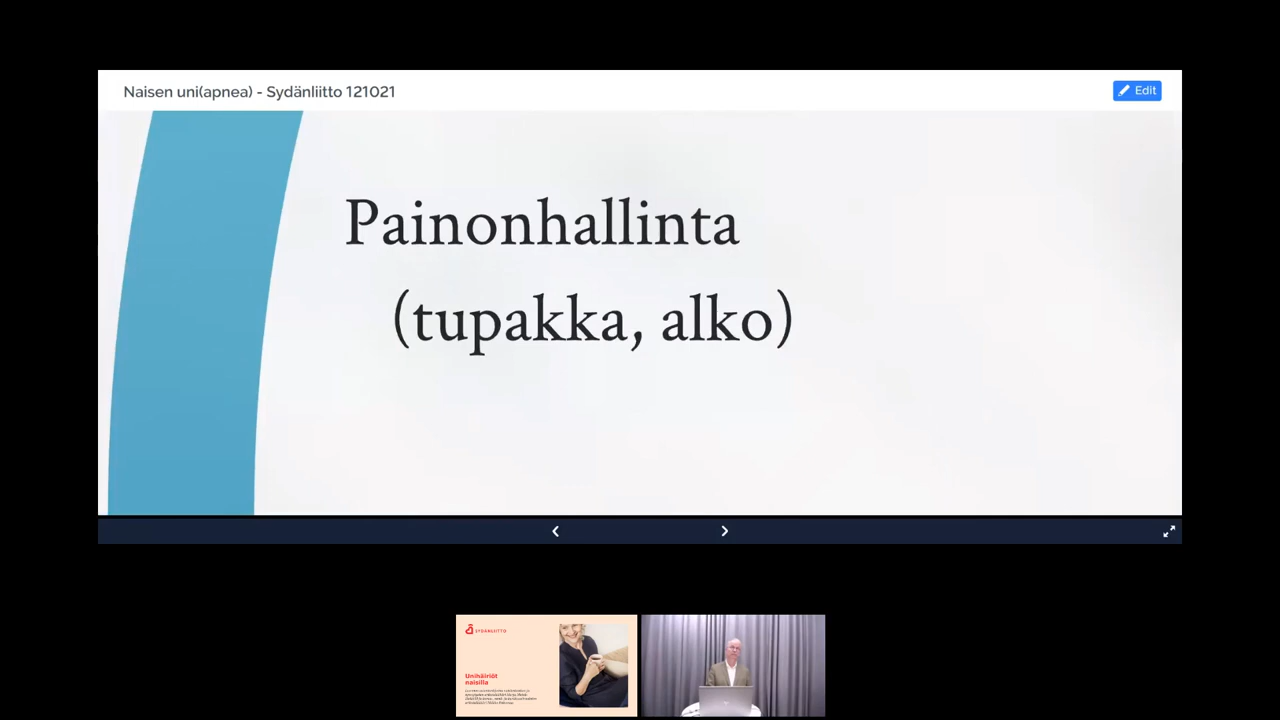 Naisen uni(apnea) - Sydänliitto 121021
Edit
Painonhallinta
(tupakka, alko)
SYDÄNLIITTO
Unihäiriöt
naisilla